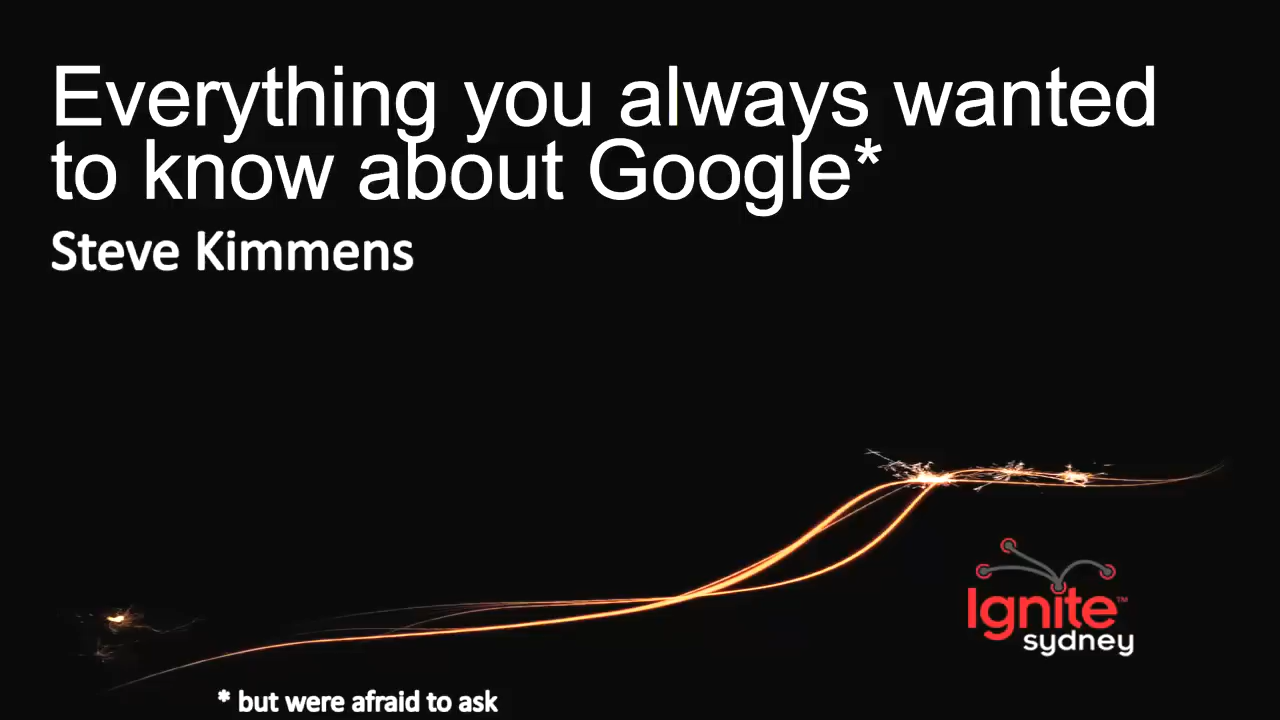 Everything you always wanted
to know about Google*
Steve Kimmens
Ignite™
sydney
* but were afraid to ask